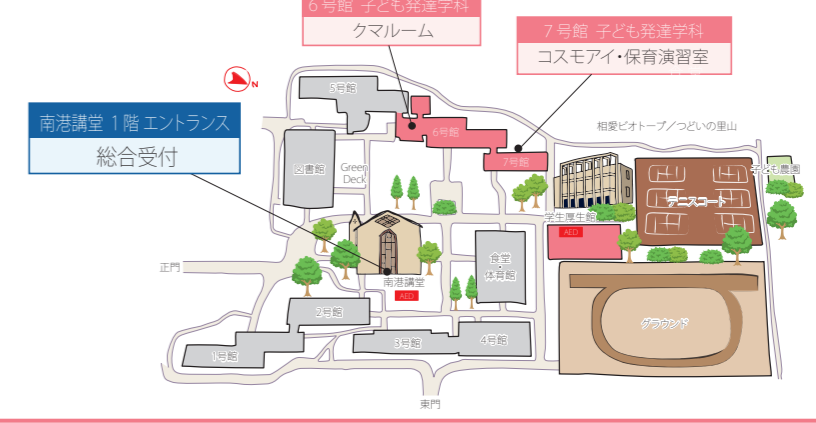 6号館 子ども発達学科
クマルーム
7号館 子ども発達学科
コスモアイ・保育演習室
N
5号館
南港講堂 1階 エントランス
総合受付
6号館
相愛ビオトープ／つどいの里山
7号館
図書館
Green
Deck
子ども農園
テニスコート
学生厚生館
AED
正門
食堂
・
体育館
南港講堂
AED
2号館
グラウンド
1号館
3号館
4号館
東門